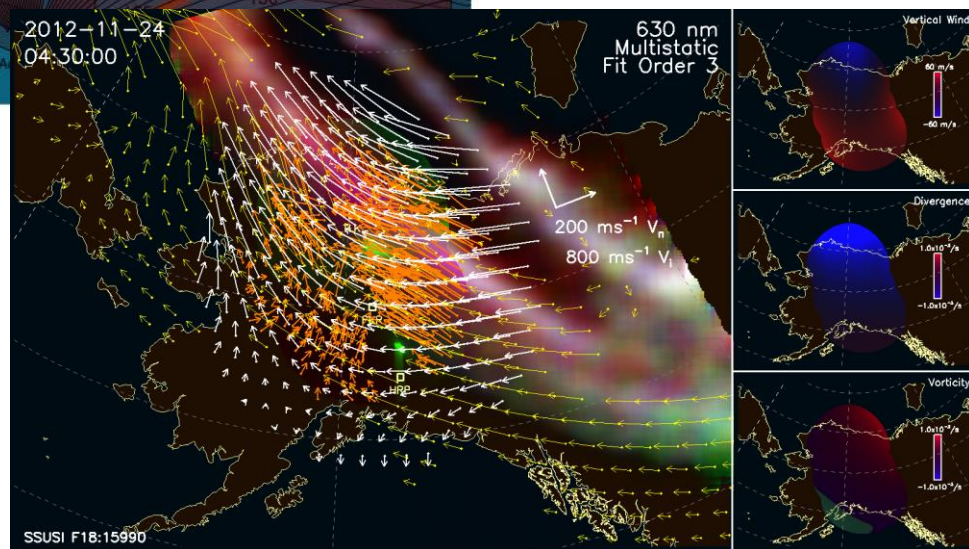 2012-11-24
04:30:00
630 nm
Multistatic
Fit Order 3
200 ms⁻¹ Vn
800 ms⁻¹ Vi
HRP
SSUSI F18:15990
Vertical Wind
60 m/s
-60 m/s
Divergence
1.0x10⁻³/s
-1.0x10⁻³/s
Vorticity
1.0x10⁻³/s
-1.0x10⁻³/s